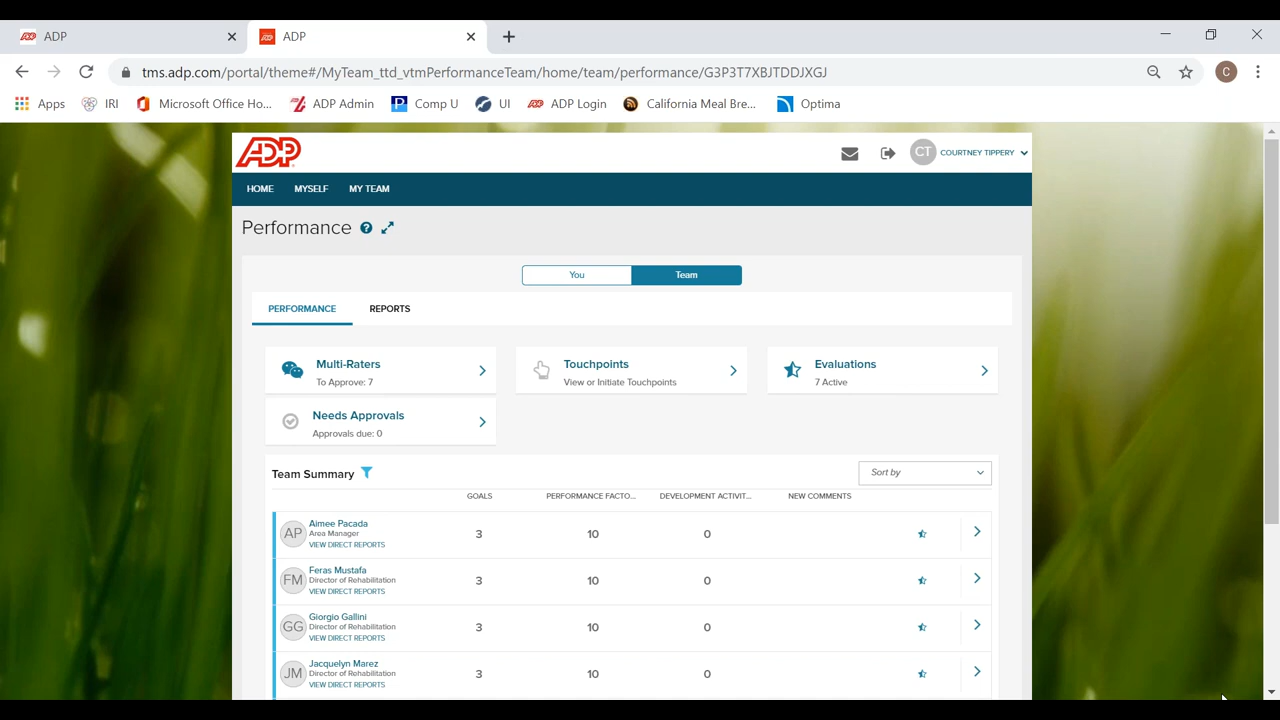 ADP
ADP
tms.adp.com/portal/theme#/MyTeam_ttd_vtmPerformanceTeam/home/team/performance/G3P3T7XBJTDDJXGJ
C
Apps
IRI
Microsoft Office Ho...
ADP Admin
Comp U
UI
ADP Login
California Meal Bre...
Optima
ADP
CT
COURTNEY TIPPERY
HOME
MYSELF
MY TEAM
Performance
You
Team
PERFORMANCE
REPORTS
Multi-Raters
To Approve: 7
Touchpoints
View or Initiate Touchpoints
Evaluations
7 Active
Needs Approvals
Approvals due: 0
Team Summary
Sort by
GOALS
PERFORMANCE FACTO...
DEVELOPMENT ACTIVIT...
NEW COMMENTS
AP
Aimee Pacada
Area Manager
VIEW DIRECT REPORTS
3
10
0
FM
Feras Mustafa
Director of Rehabilitation
VIEW DIRECT REPORTS
3
10
0
GG
Giorgio Gallini
Director of Rehabilitation
VIEW DIRECT REPORTS
3
10
0
JM
Jacquelyn Marez
Director of Rehabilitation
VIEW DIRECT REPORTS
3
10
0